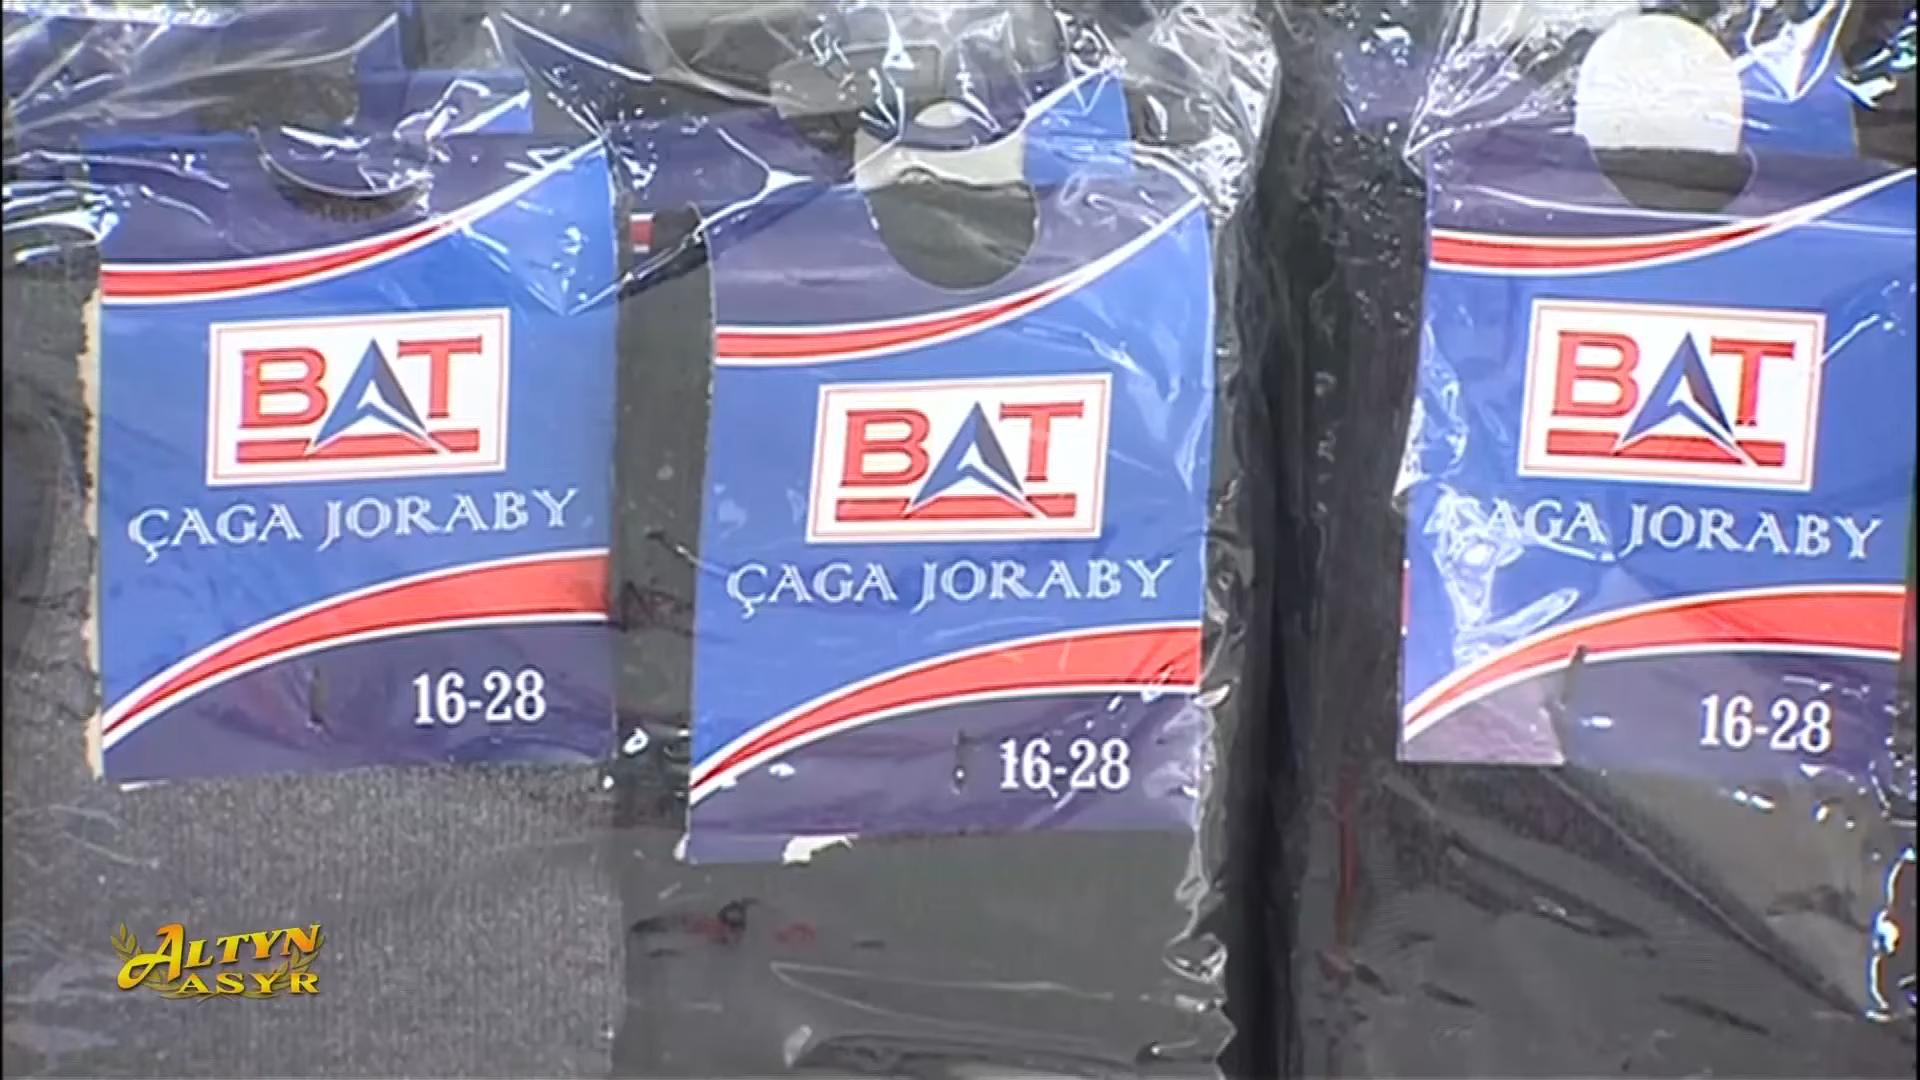 BAT
ÇAGA JORABY
16-28
BAT
ÇAGA JORABY
16-28
BAT
ÇAGA JORABY
16-28
ALTYN
ASYR